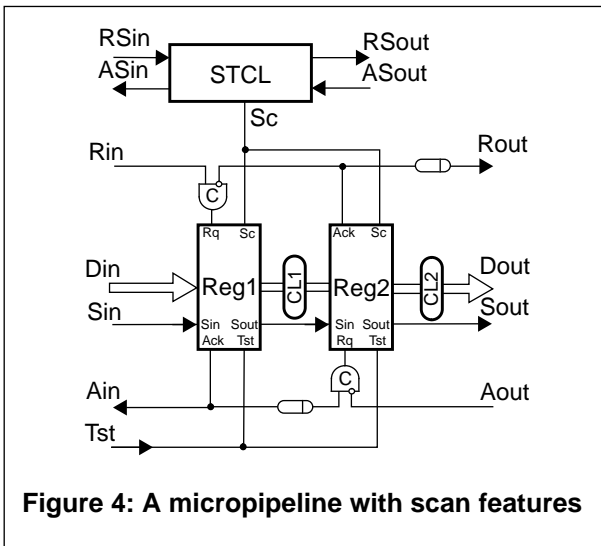 RSin
RSout
ASin
STCL
ASout
Sc
Rin
Rout
C
Rq Sc
Ack Sc
Din
Reg1
CL1
Reg2
CL2
Dout
Sin
Sin Sout
Sin Sout
Sout
Ack Tst
Rq Tst
C
Ain
Aout
Tst
Figure 4: A micropipeline with scan features